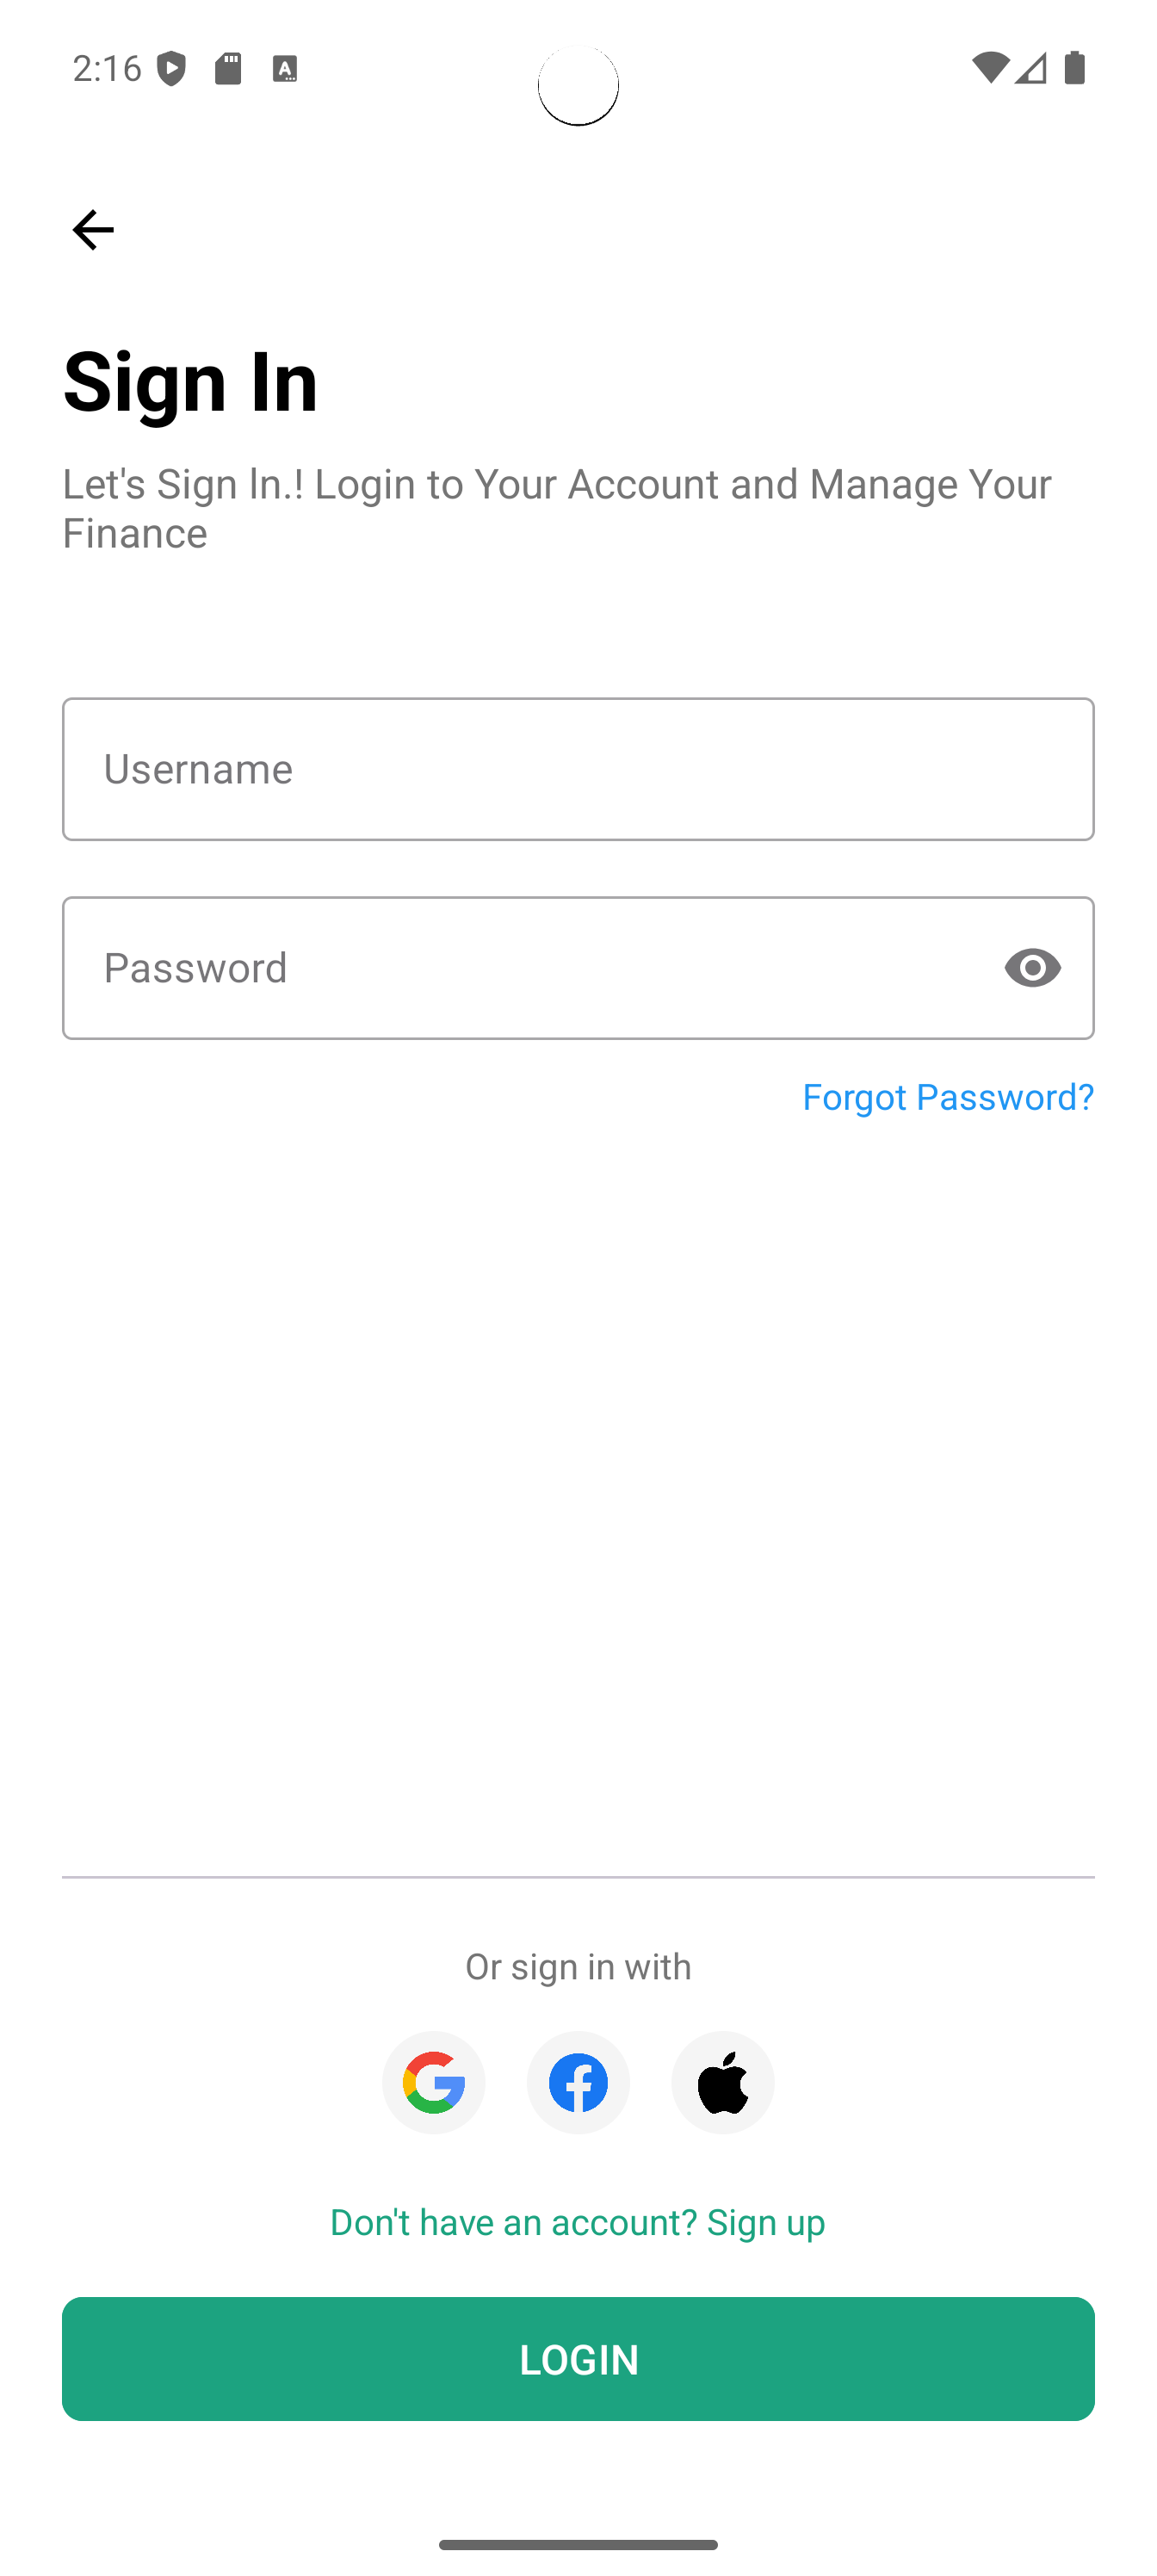 2:16
Sign In
Let's Sign In.! Login to Your Account and Manage Your
Finance
Username
Password
Forgot Password?
Or sign in with
Don't have an account? Sign up
LOGIN